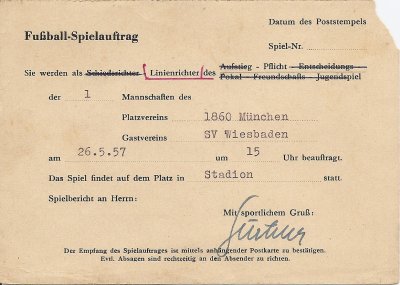 Datum des Poststempels
Fußball-Spielauftrag
Spiel-Nr.
Sie werden als Schiedsrichter Linienrichter des Aufstieg - Pflicht - Entscheidungs -
Pokal - Freundschafts - Jugendspiel
der 1 Mannschaften des
Platzvereins 1860 München
Gastvereins SV Wiesbaden
am 26.5.57 um 15 Uhr beauftragt.
Das Spiel findet auf dem Platz in Stadion statt.
Spielbericht an Herrn:
Mit sportlichem Gruß:
Der Empfang des Spielauftrages ist mittels anhängender Postkarte zu bestätigen.
Evtl. Absagen sind rechtzeitig an den Absender zu richten.